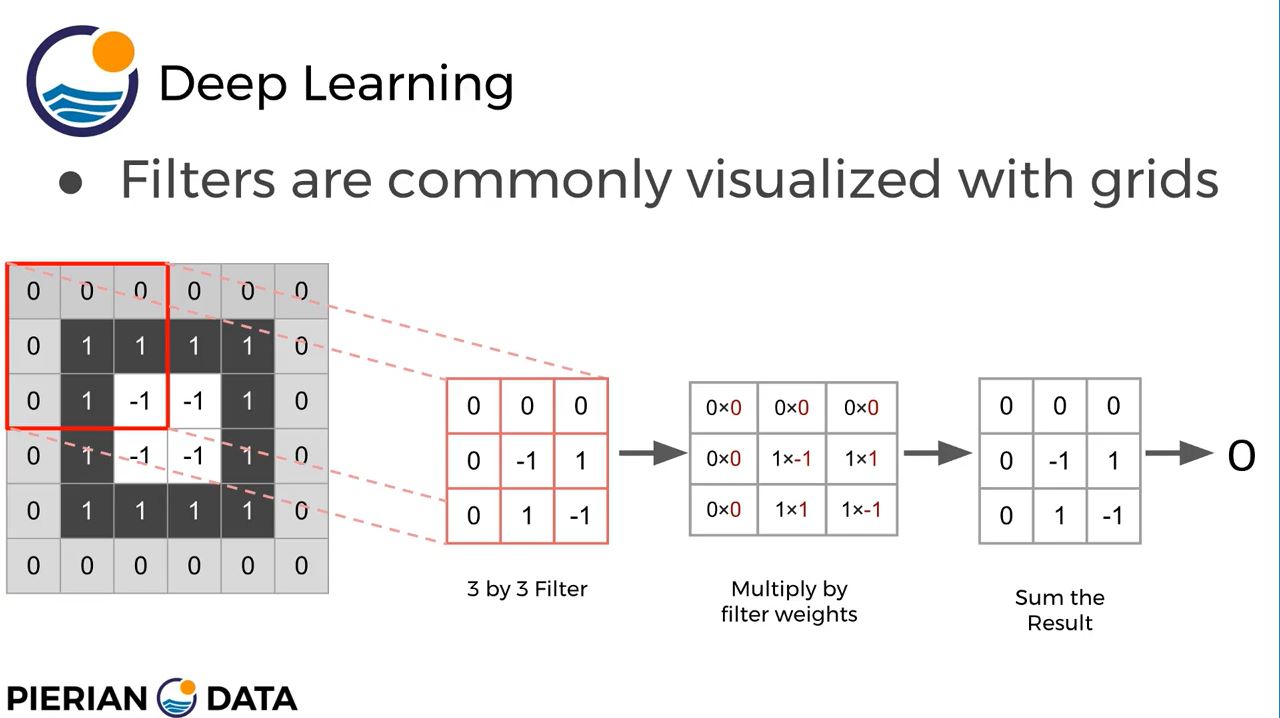 Deep Learning
● Filters are commonly visualized with grids
0 0 0 0 0 0
0 1 1 1 1 0
0 1 -1 -1 1 0
0 1 -1 -1 1 0
0 1 1 1 1 0
0 0 0 0 0 0
0 0 0
0 -1 1
0 1 -1
3 by 3 Filter
0×0 0×0 0×0
0×0 1×-1 1×1
0×0 1×1 1×-1
Multiply by
filter weights
0 0 0
0 -1 1
0 1 -1
Sum the
Result
0
PIERIAN DATA